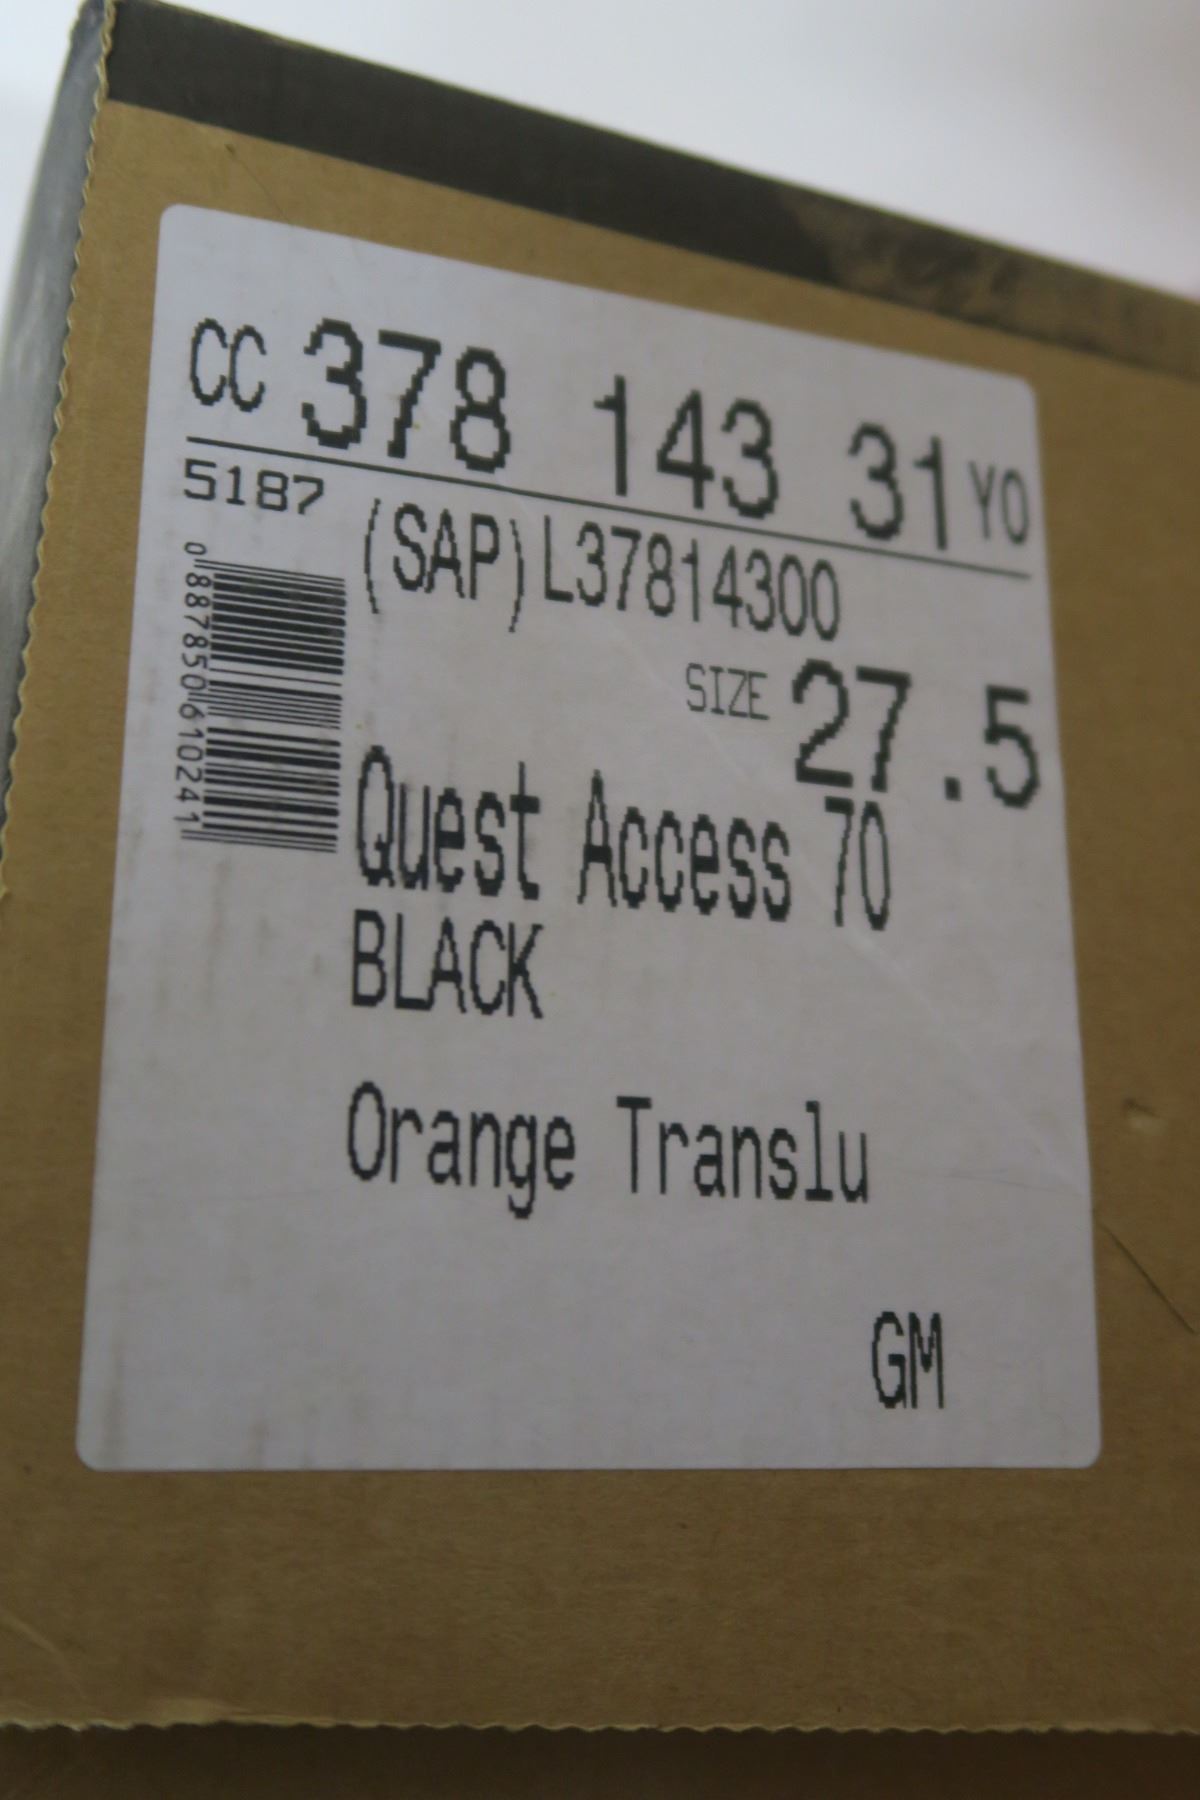 CC 378 143 31 YO
5187 (SAP) L37814300
0 887850 610241
SIZE 27.5
Quest Access 70
BLACK
Orange Translu
GM